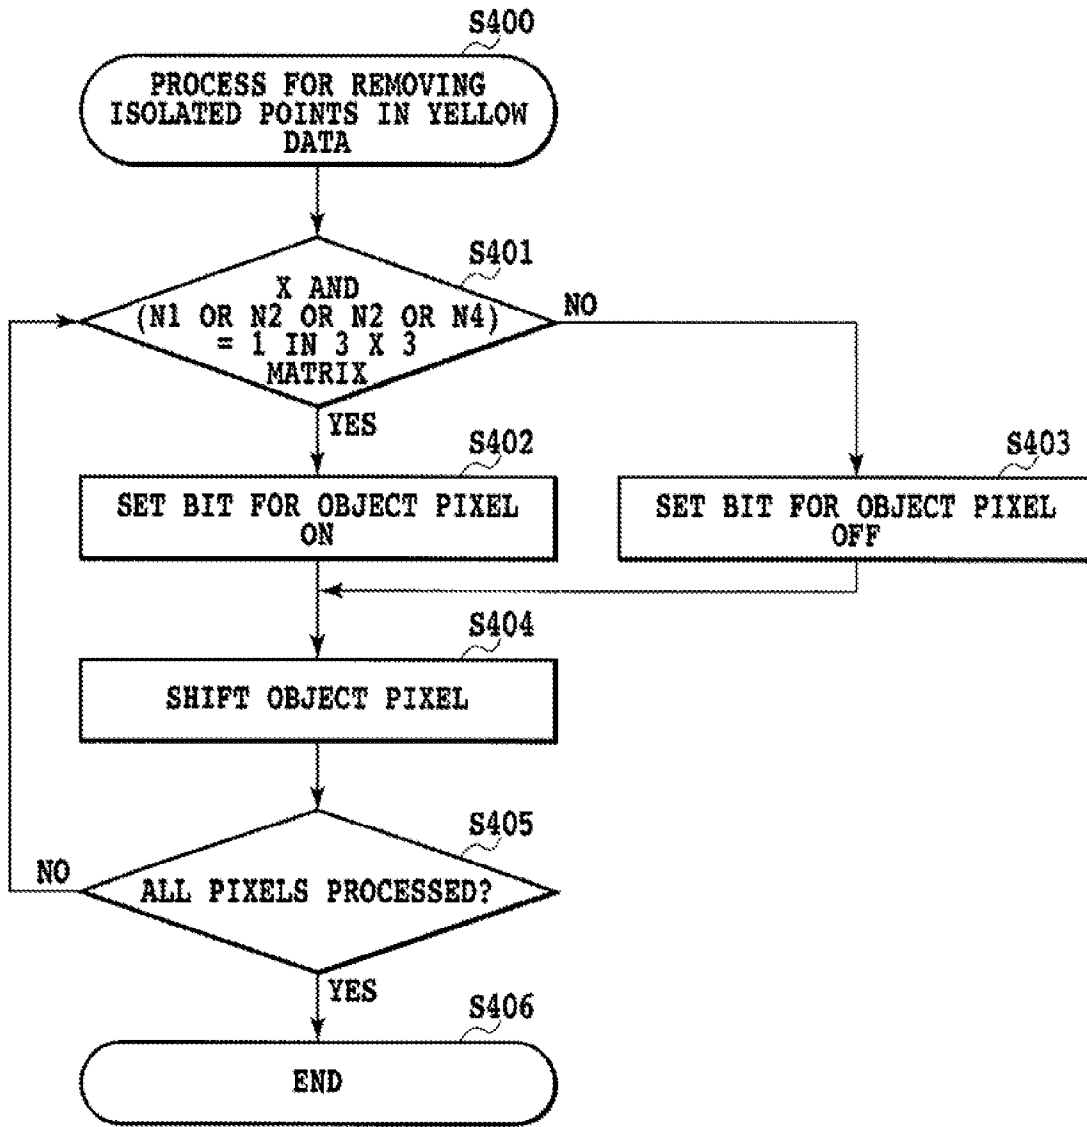 S400
PROCESS FOR REMOVING
ISOLATED POINTS IN YELLOW
DATA
S401
X AND
(N1 OR N2 OR N2 OR N4)
= 1 IN 3 X 3
MATRIX
NO
YES
S402
SET BIT FOR OBJECT PIXEL
ON
S403
SET BIT FOR OBJECT PIXEL
OFF
S404
SHIFT OBJECT PIXEL
S405
ALL PIXELS PROCESSED?
NO
YES
S406
END